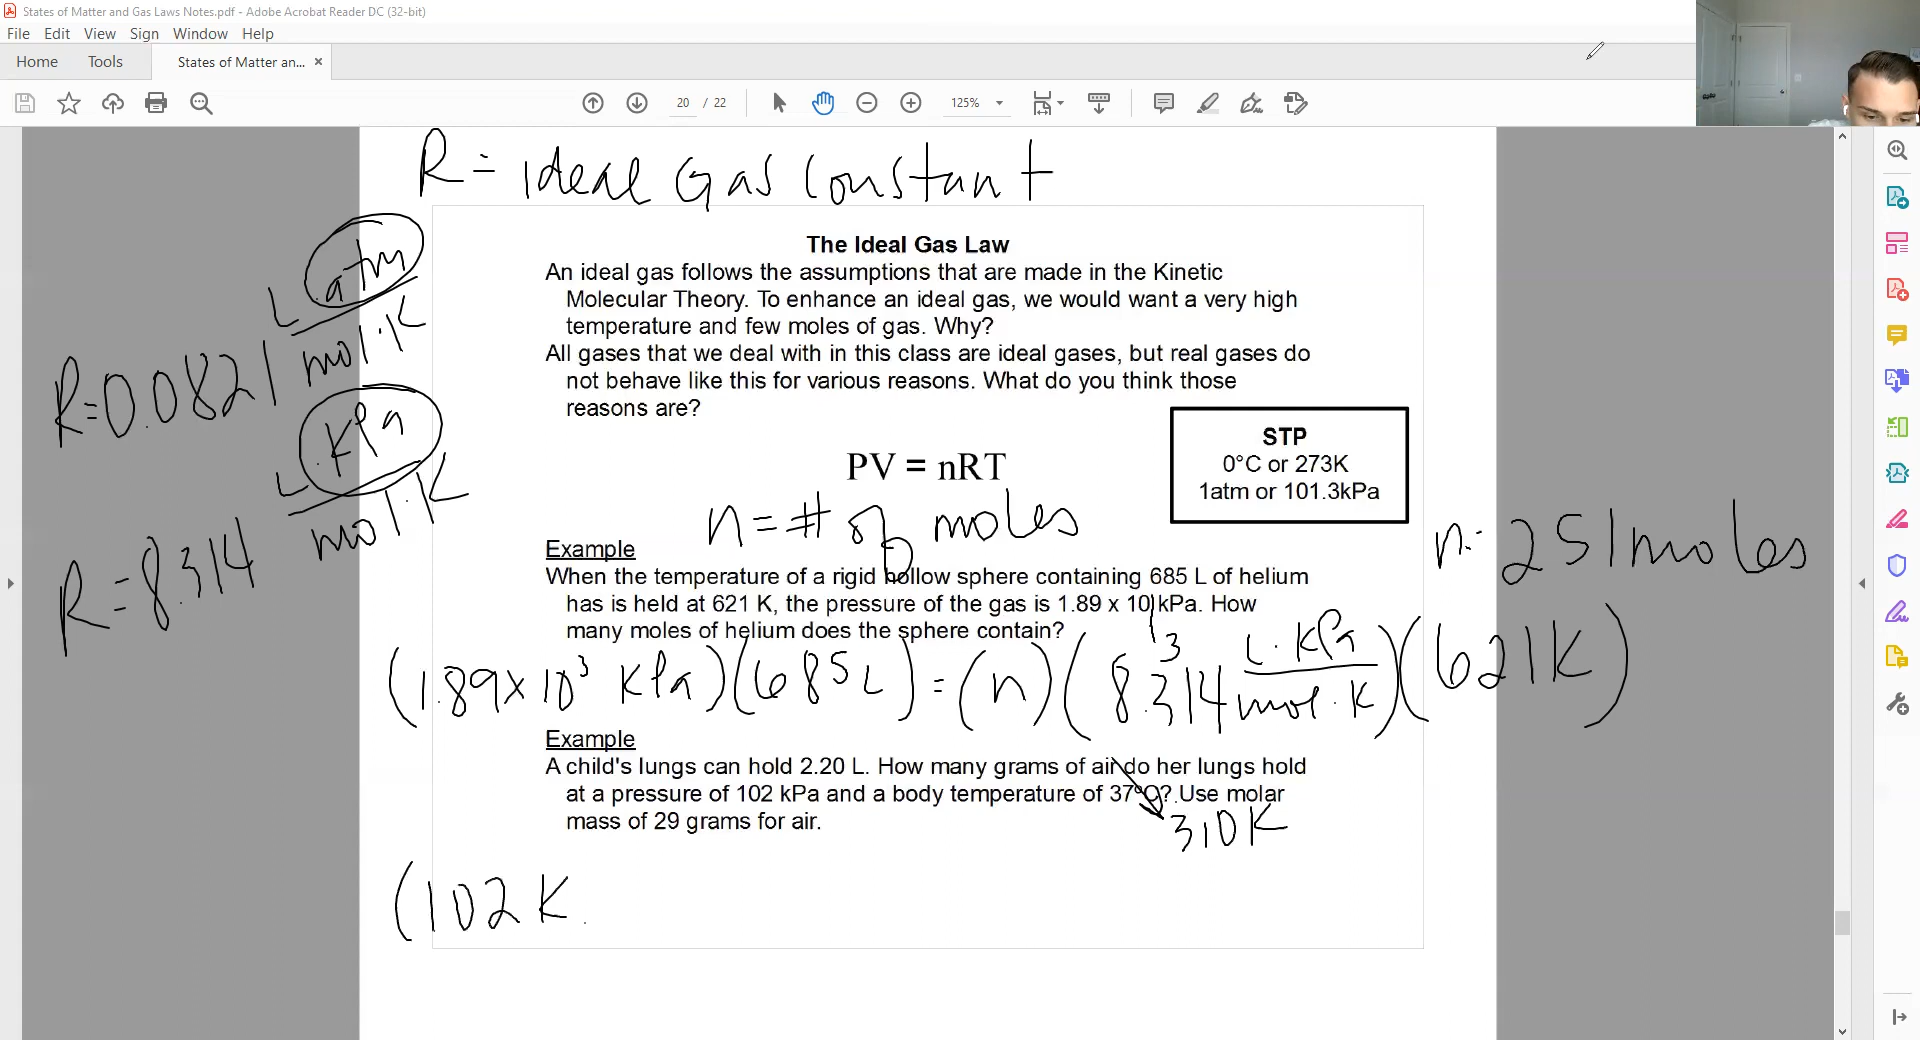 States of Matter and Gas Laws Notes.pdf - Adobe Acrobat Reader DC (32-bit)
File Edit View Sign Window Help
Home Tools States of Matter an... ×
20 / 22 125%
R = Ideal Gas Constant
The Ideal Gas Law
An ideal gas follows the assumptions that are made in the Kinetic
Molecular Theory. To enhance an ideal gas, we would want a very high
temperature and few moles of gas. Why?
All gases that we deal with in this class are ideal gases, but real gases do
not behave like this for various reasons. What do you think those
reasons are?
R=0.0821 L.atm
mol.K
R=8.314 L.kPa
mol.K
PV = nRT
STP
0°C or 273K
1atm or 101.3kPa
n = # of moles
Example
When the temperature of a rigid hollow sphere containing 685 L of helium
has is held at 621 K, the pressure of the gas is 1.89 x 10 kPa. How
many moles of helium does the sphere contain?
3
n = 251 moles
(1.89×10³ kPa)(685L) = (n)(8.314 L.kPa
mol.K)(621K)
Example
A child's lungs can hold 2.20 L. How many grams of air do her lungs hold
at a pressure of 102 kPa and a body temperature of 37°C? Use molar
mass of 29 grams for air.
310K
(102 K